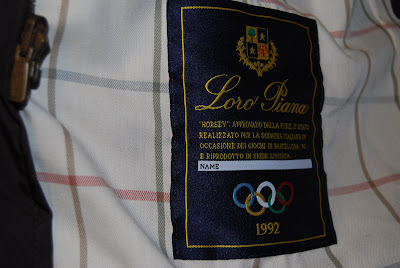 Loro Piana
"HORSEY", APPROVATO DALLA FISE, E' STATO
REALIZZATO PER LA SQUADRA ITALIANA IN
OCCASIONE DEI GIOCHI DI BARCELLONA '92
E RIPRODOTTO IN SERIE LIMITATA.
NAME
1992